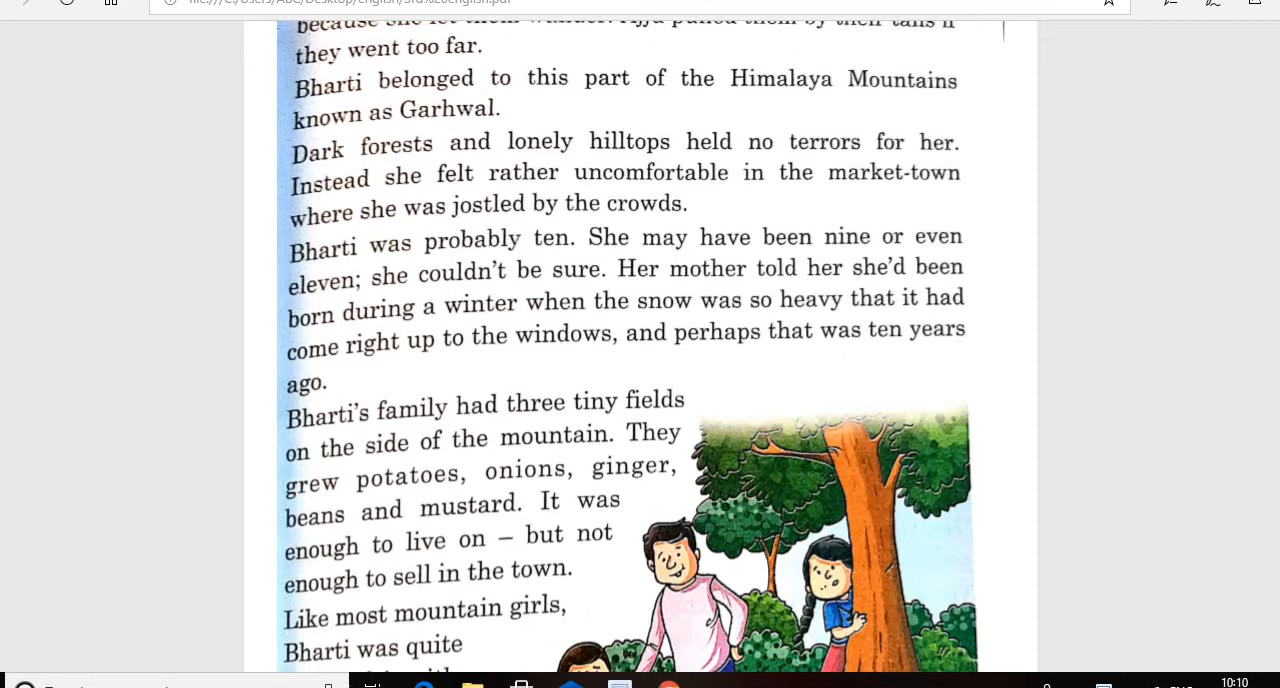 they went too far.
Bharti belonged to this part of the Himalaya Mountains
known as Garhwal.
Dark forests and lonely hilltops held no terrors for her.
Instead she felt rather uncomfortable in the market-town
where she was jostled by the crowds.
Bharti was probably ten. She may have been nine or even
eleven; she couldn't be sure. Her mother told her she'd been
born during a winter when the snow was so heavy that it had
come right up to the windows, and perhaps that was ten years
ago.
Bharti's family had three tiny fields
on the side of the mountain. They
grew potatoes, onions, ginger,
beans and mustard. It was
enough to live on – but not
enough to sell in the town.
Like most mountain girls,
Bharti was quite
10:10